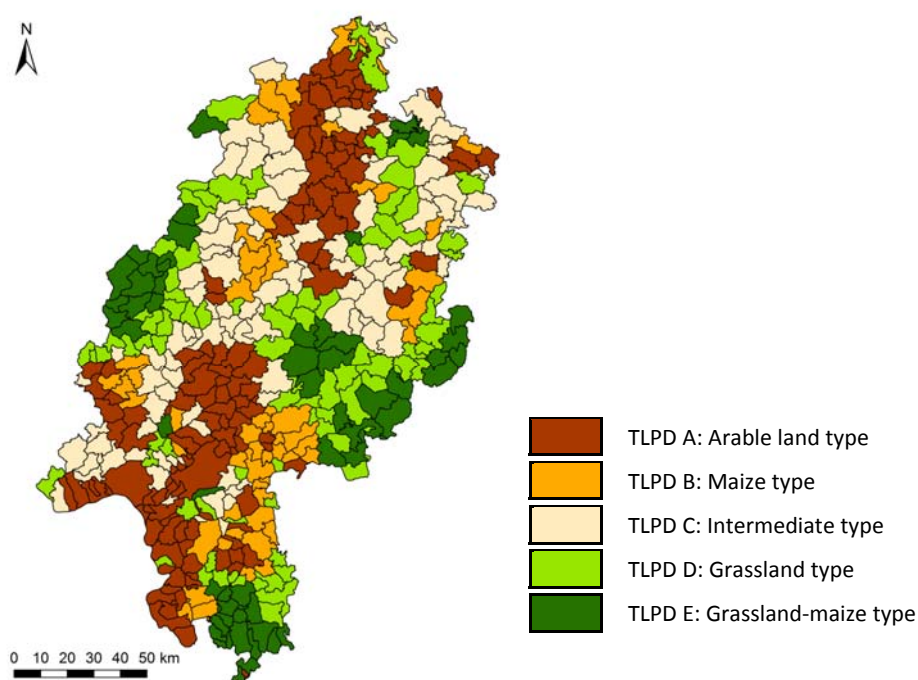 N
TLPD A: Arable land type
TLPD B: Maize type
TLPD C: Intermediate type
TLPD D: Grassland type
TLPD E: Grassland-maize type
0 10 20 30 40 50 km